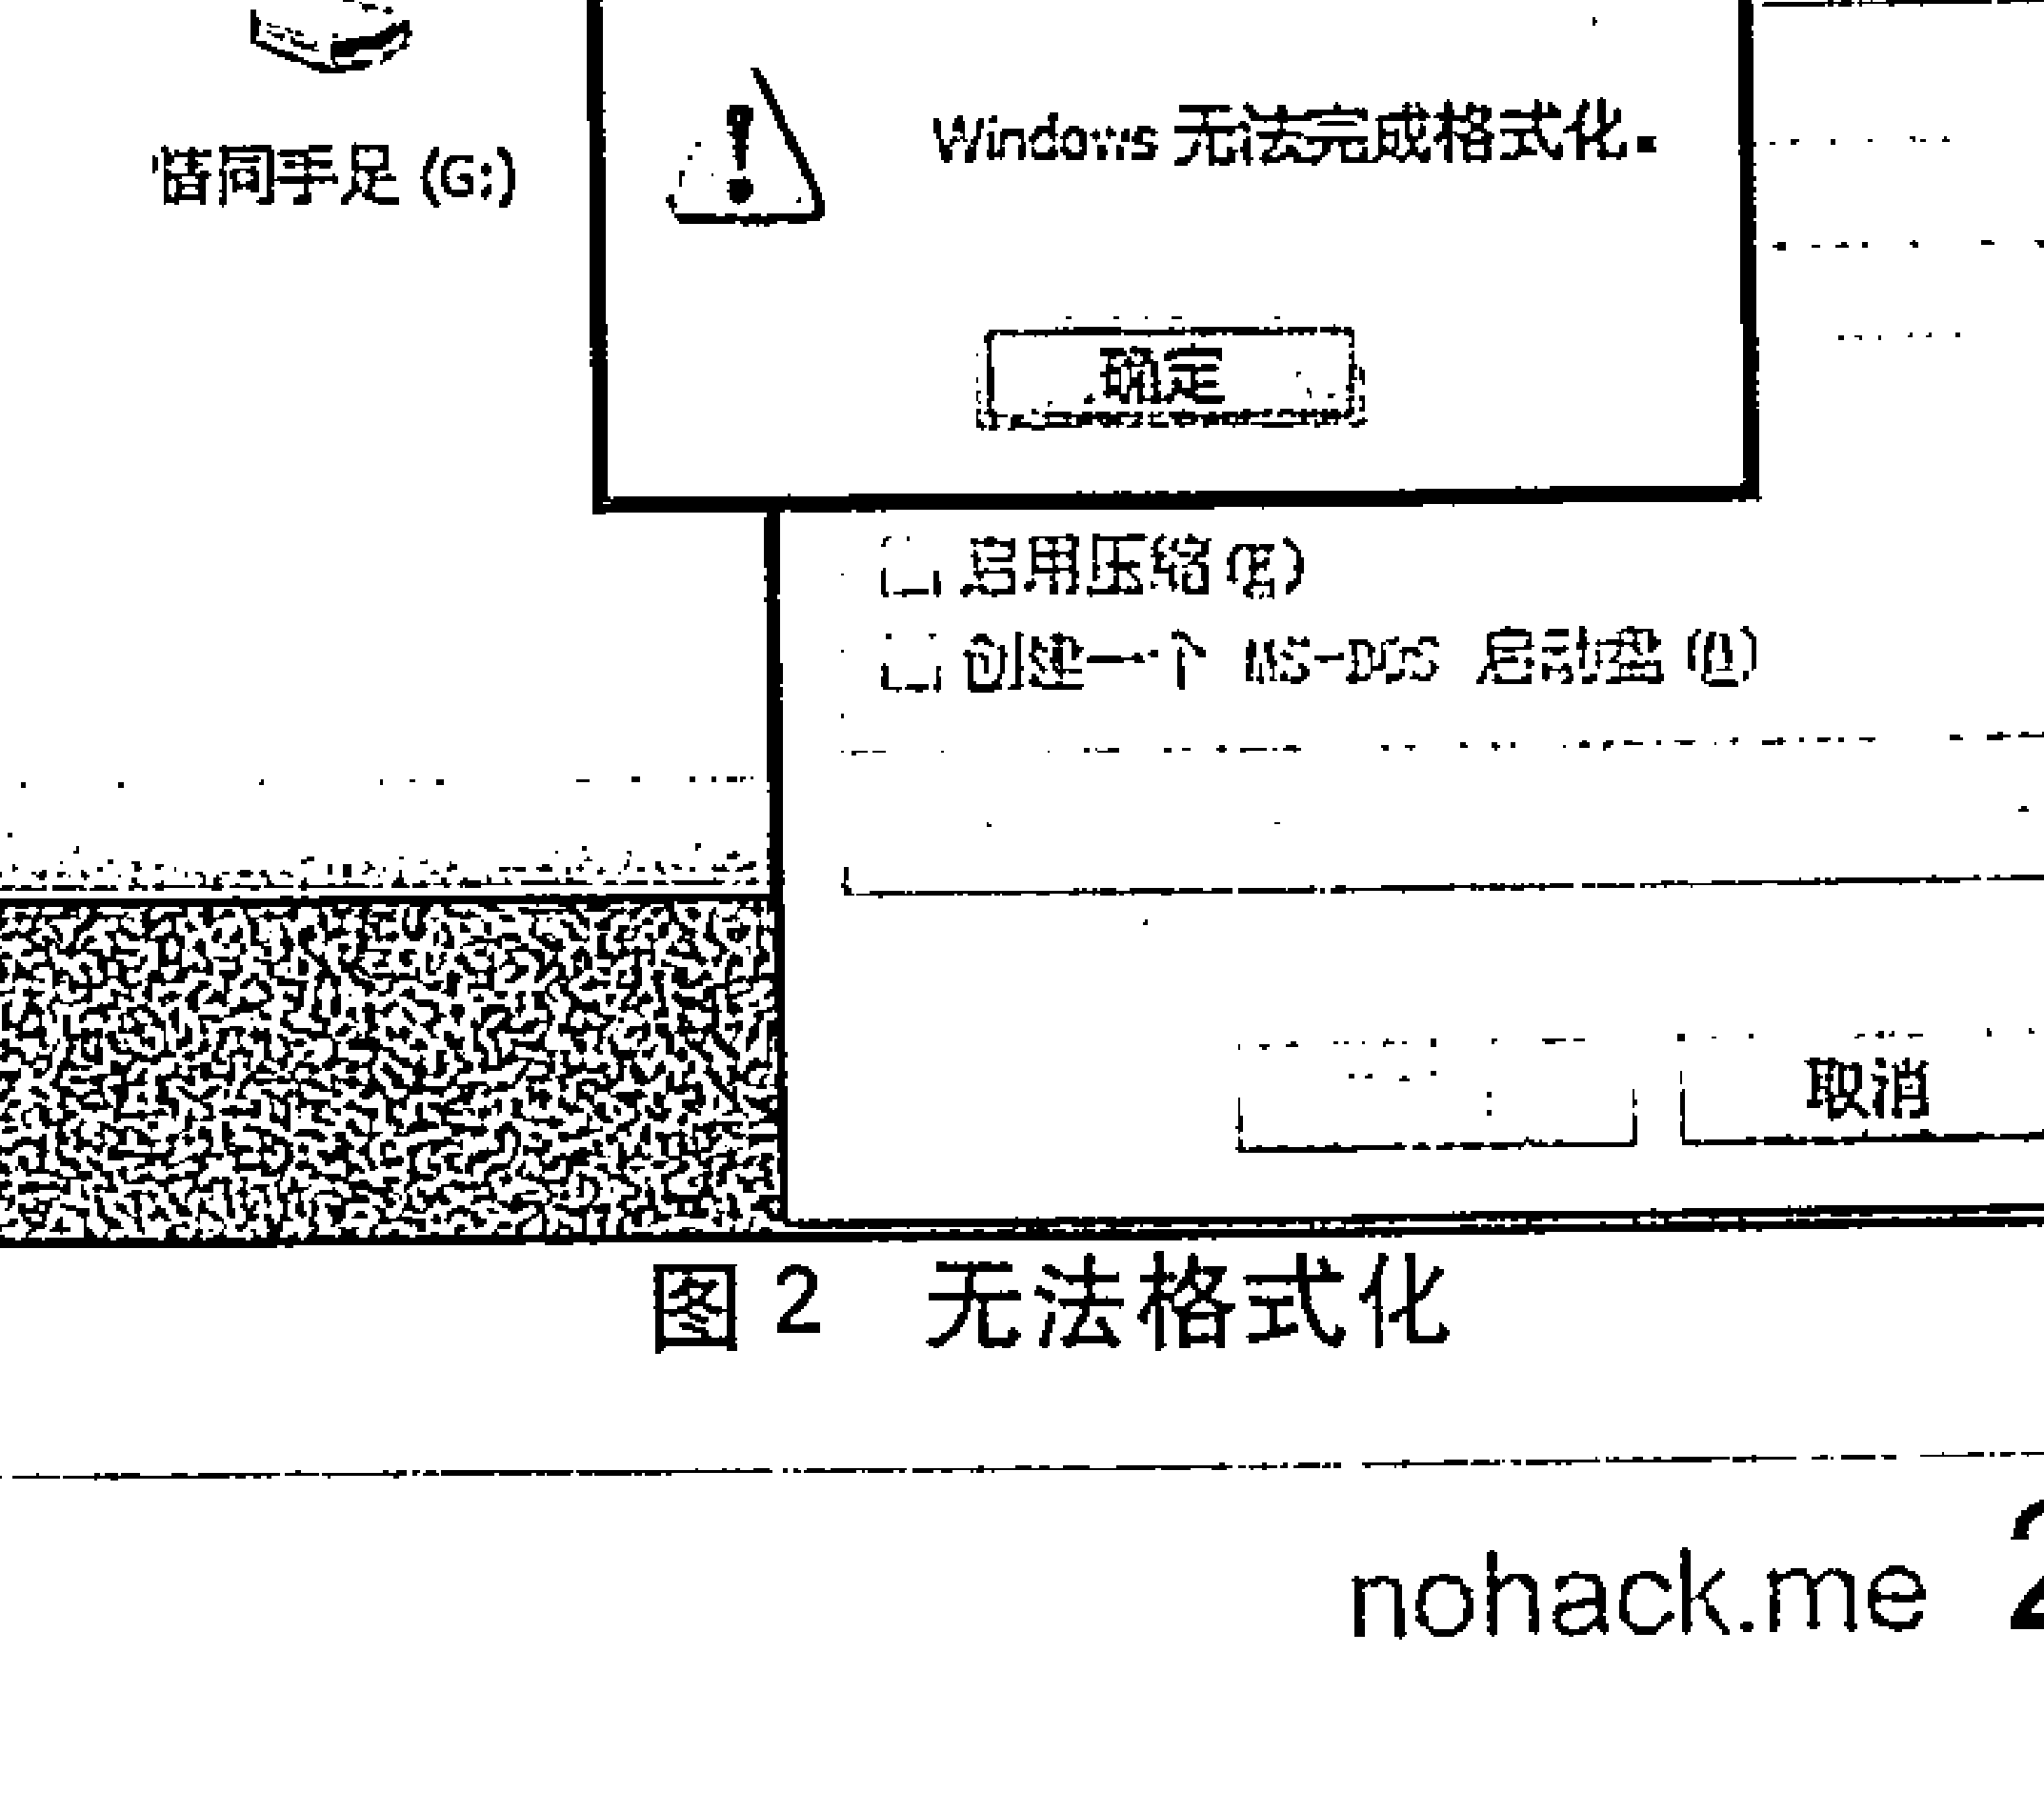 同手足 (G:)
Windows 无法完成格式化。
确定
启用压缩(E)
创建一个 MS-DOS 启动盘(A)
取消
图 2 无法格式化
nohack.me